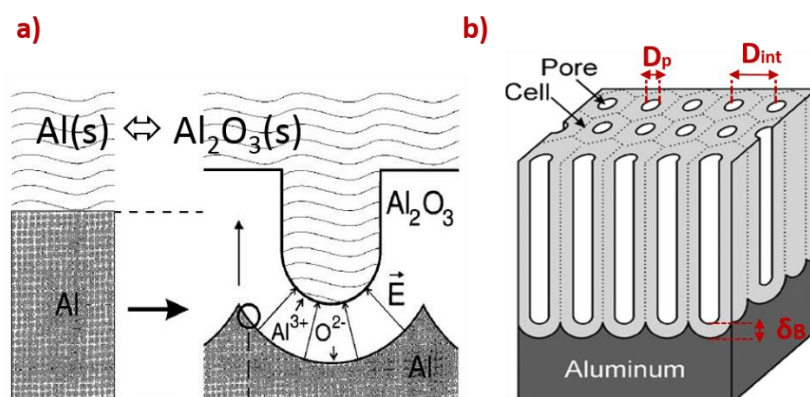 a)
Al(s) ⇔ Al₂O₃(s)
Al
Al₂O₃
E⃗
Al³⁺
O²⁻
Al
b)
Dp
Dint
Pore
Cell
δB
Aluminum